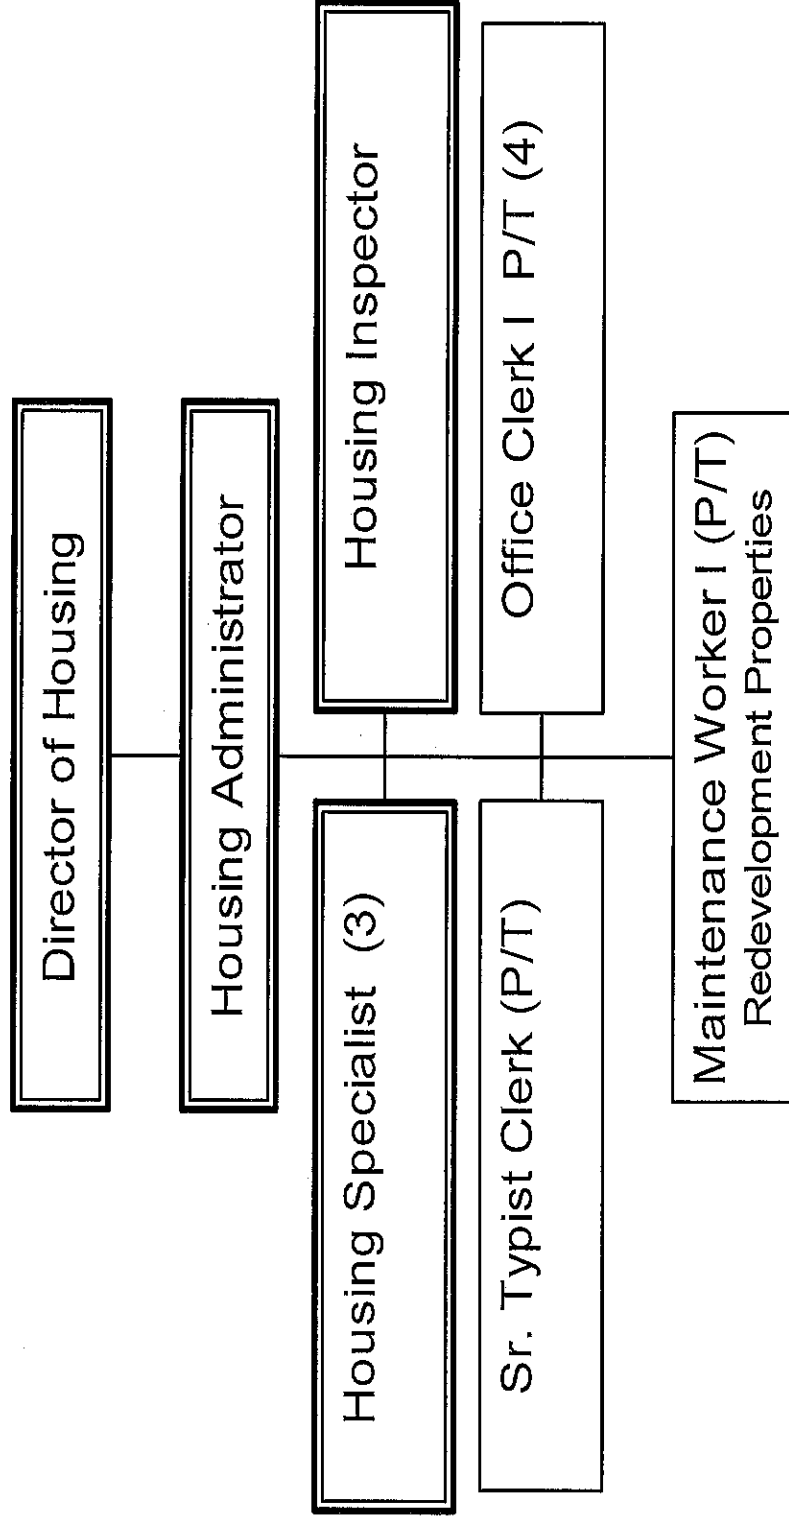 Director of Housing
Housing Administrator
Housing Specialist (3)
Housing Inspector
Sr. Typist Clerk (P/T)
Office Clerk I P/T (4)
Maintenance Worker I (P/T)
Redevelopment Properties